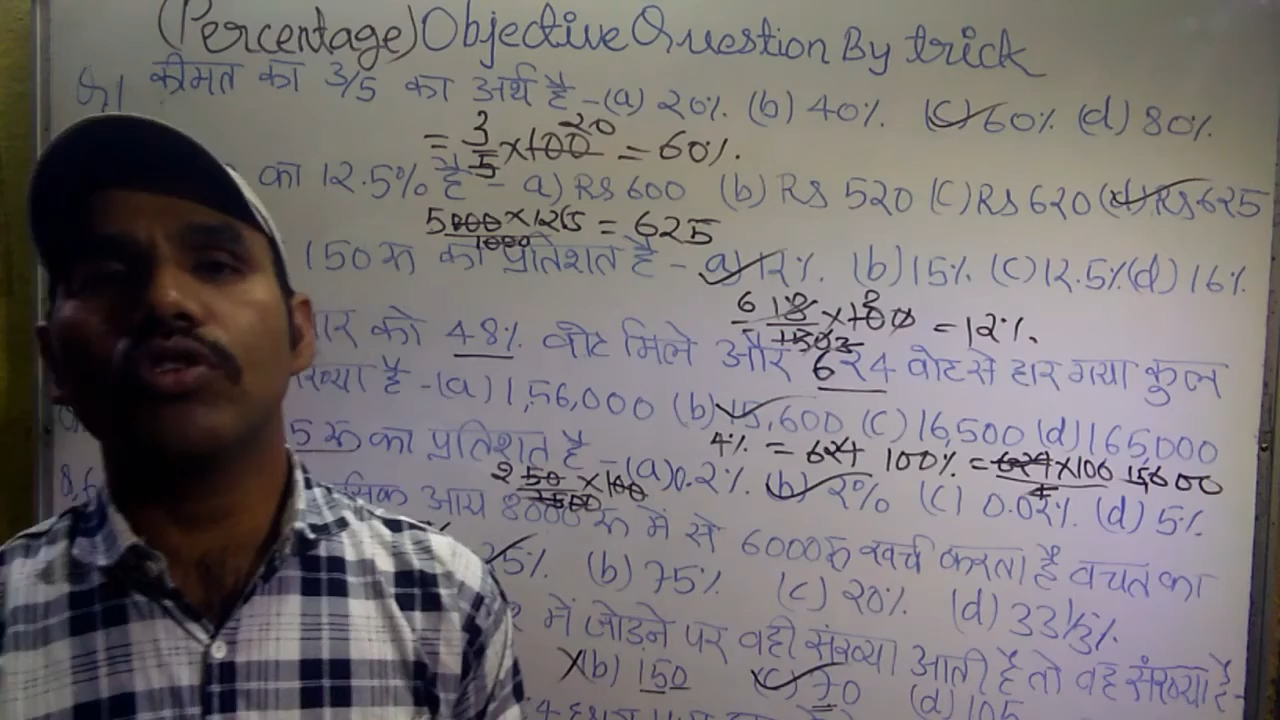 (Percentage) Objective Question By trick
Q1 कीमत का 3/5 का अर्थ है - (a) 20% (b) 40% (c) 60% (d) 80%
= 3/5 × 100 20 = 60%.
का 12.5% है - a) Rs 600 (b) Rs 520 (c) Rs 620 (d) Rs 625
5000 × 125 / 1000 = 625
150 रू का प्रतिशत है - a) 12% (b) 15% (c) 12.5% (d) 16%
6 18 / 150 × 100 = 12%.
को 48% वोट मिले और 624 वोट से हार गया कुल
है - (a) 1,56,000 (b) 15,600 (c) 16,500 (d) 165,000
4% = 624 100% = 624 × 100 / 4 15600
5 रू का प्रतिशत है - (a) 0.2% (b) 2% (c) 0.02% (d) 5%
2 50 / 2500 × 100
आय 8000 रू में से 6000 रू खर्च करता है बचत का
25% (b) 75% (c) 20% (d) 33 1/3%
में जोड़ने पर वही संख्या आती है तो वह संख्या है -
(b) 150 (c) 70 (d) 105